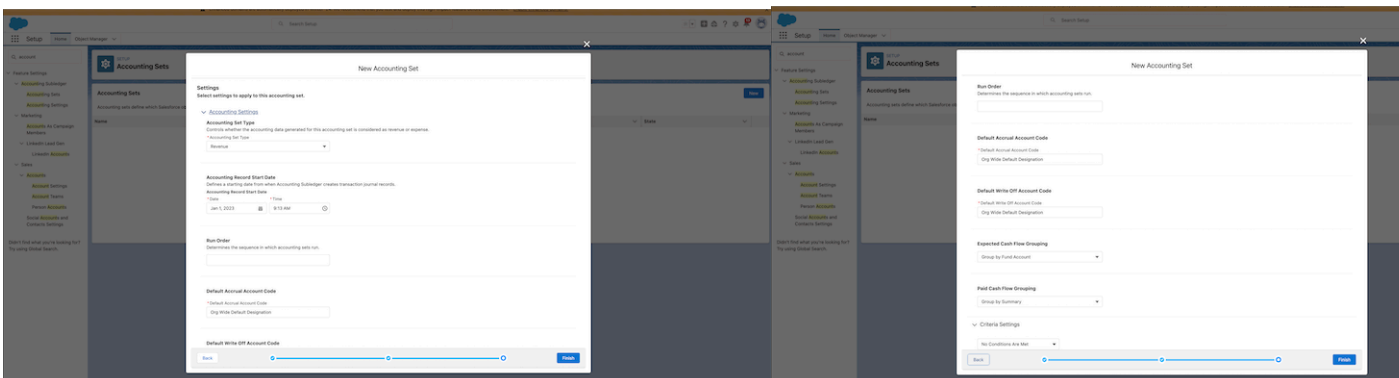 Search Setup
Setup
Home
Object Manager
account
Feature Settings
Accounting Subledger
Accounting Sets
Accounting Settings
Marketing
Accounts As Campaign
Members
LinkedIn Lead Gen
LinkedIn Accounts
Sales
Accounts
Account Settings
Account Teams
Person Accounts
Social Accounts and
Contacts Settings
Didn't find what you're looking for?
Try using Global Search.
SETUP
Accounting Sets
Accounting Sets
Accounting sets define which Salesforce
Name
New
State
New Accounting Set
Settings
Select settings to apply to this accounting set.
Accounting Settings
Accounting Set Type
Controls whether the accounting data generated for this accounting set is considered as revenue or expense.
*Accounting Set Type
Revenue
Accounting Record Start Date
Defines a starting date from when Accounting Subledger creates transaction journal records.
Accounting Record Start Date
*Date
*Time
Jan 1, 2023
9:13 AM
Run Order
Determines the sequence in which accounting sets run.
Default Accrual Account Code
*Default Accrual Account Code
Org Wide Default Designation
Default Write Off Account Code
Back
Finish
Search Setup
Setup
Home
Object Manager
account
Feature Settings
Accounting Subledger
Accounting Sets
Accounting Settings
Marketing
Accounts As Campaign
Members
LinkedIn Lead Gen
LinkedIn Accounts
Sales
Accounts
Account Settings
Account Teams
Person Accounts
Social Accounts and
Contacts Settings
Didn't find what you're looking for?
Try using Global Search.
SETUP
Accounting Sets
Accounting Sets
Accounting sets define which Salesforce
Name
New Accounting Set
Run Order
Determines the sequence in which accounting sets run.
Default Accrual Account Code
*Default Accrual Account Code
Org Wide Default Designation
Default Write Off Account Code
*Default Write Off Account Code
Org Wide Default Designation
Expected Cash Flow Grouping
Group by Fund Account
Paid Cash Flow Grouping
Group by Summary
Criteria Settings
No Conditions Are Met
Back
Finish